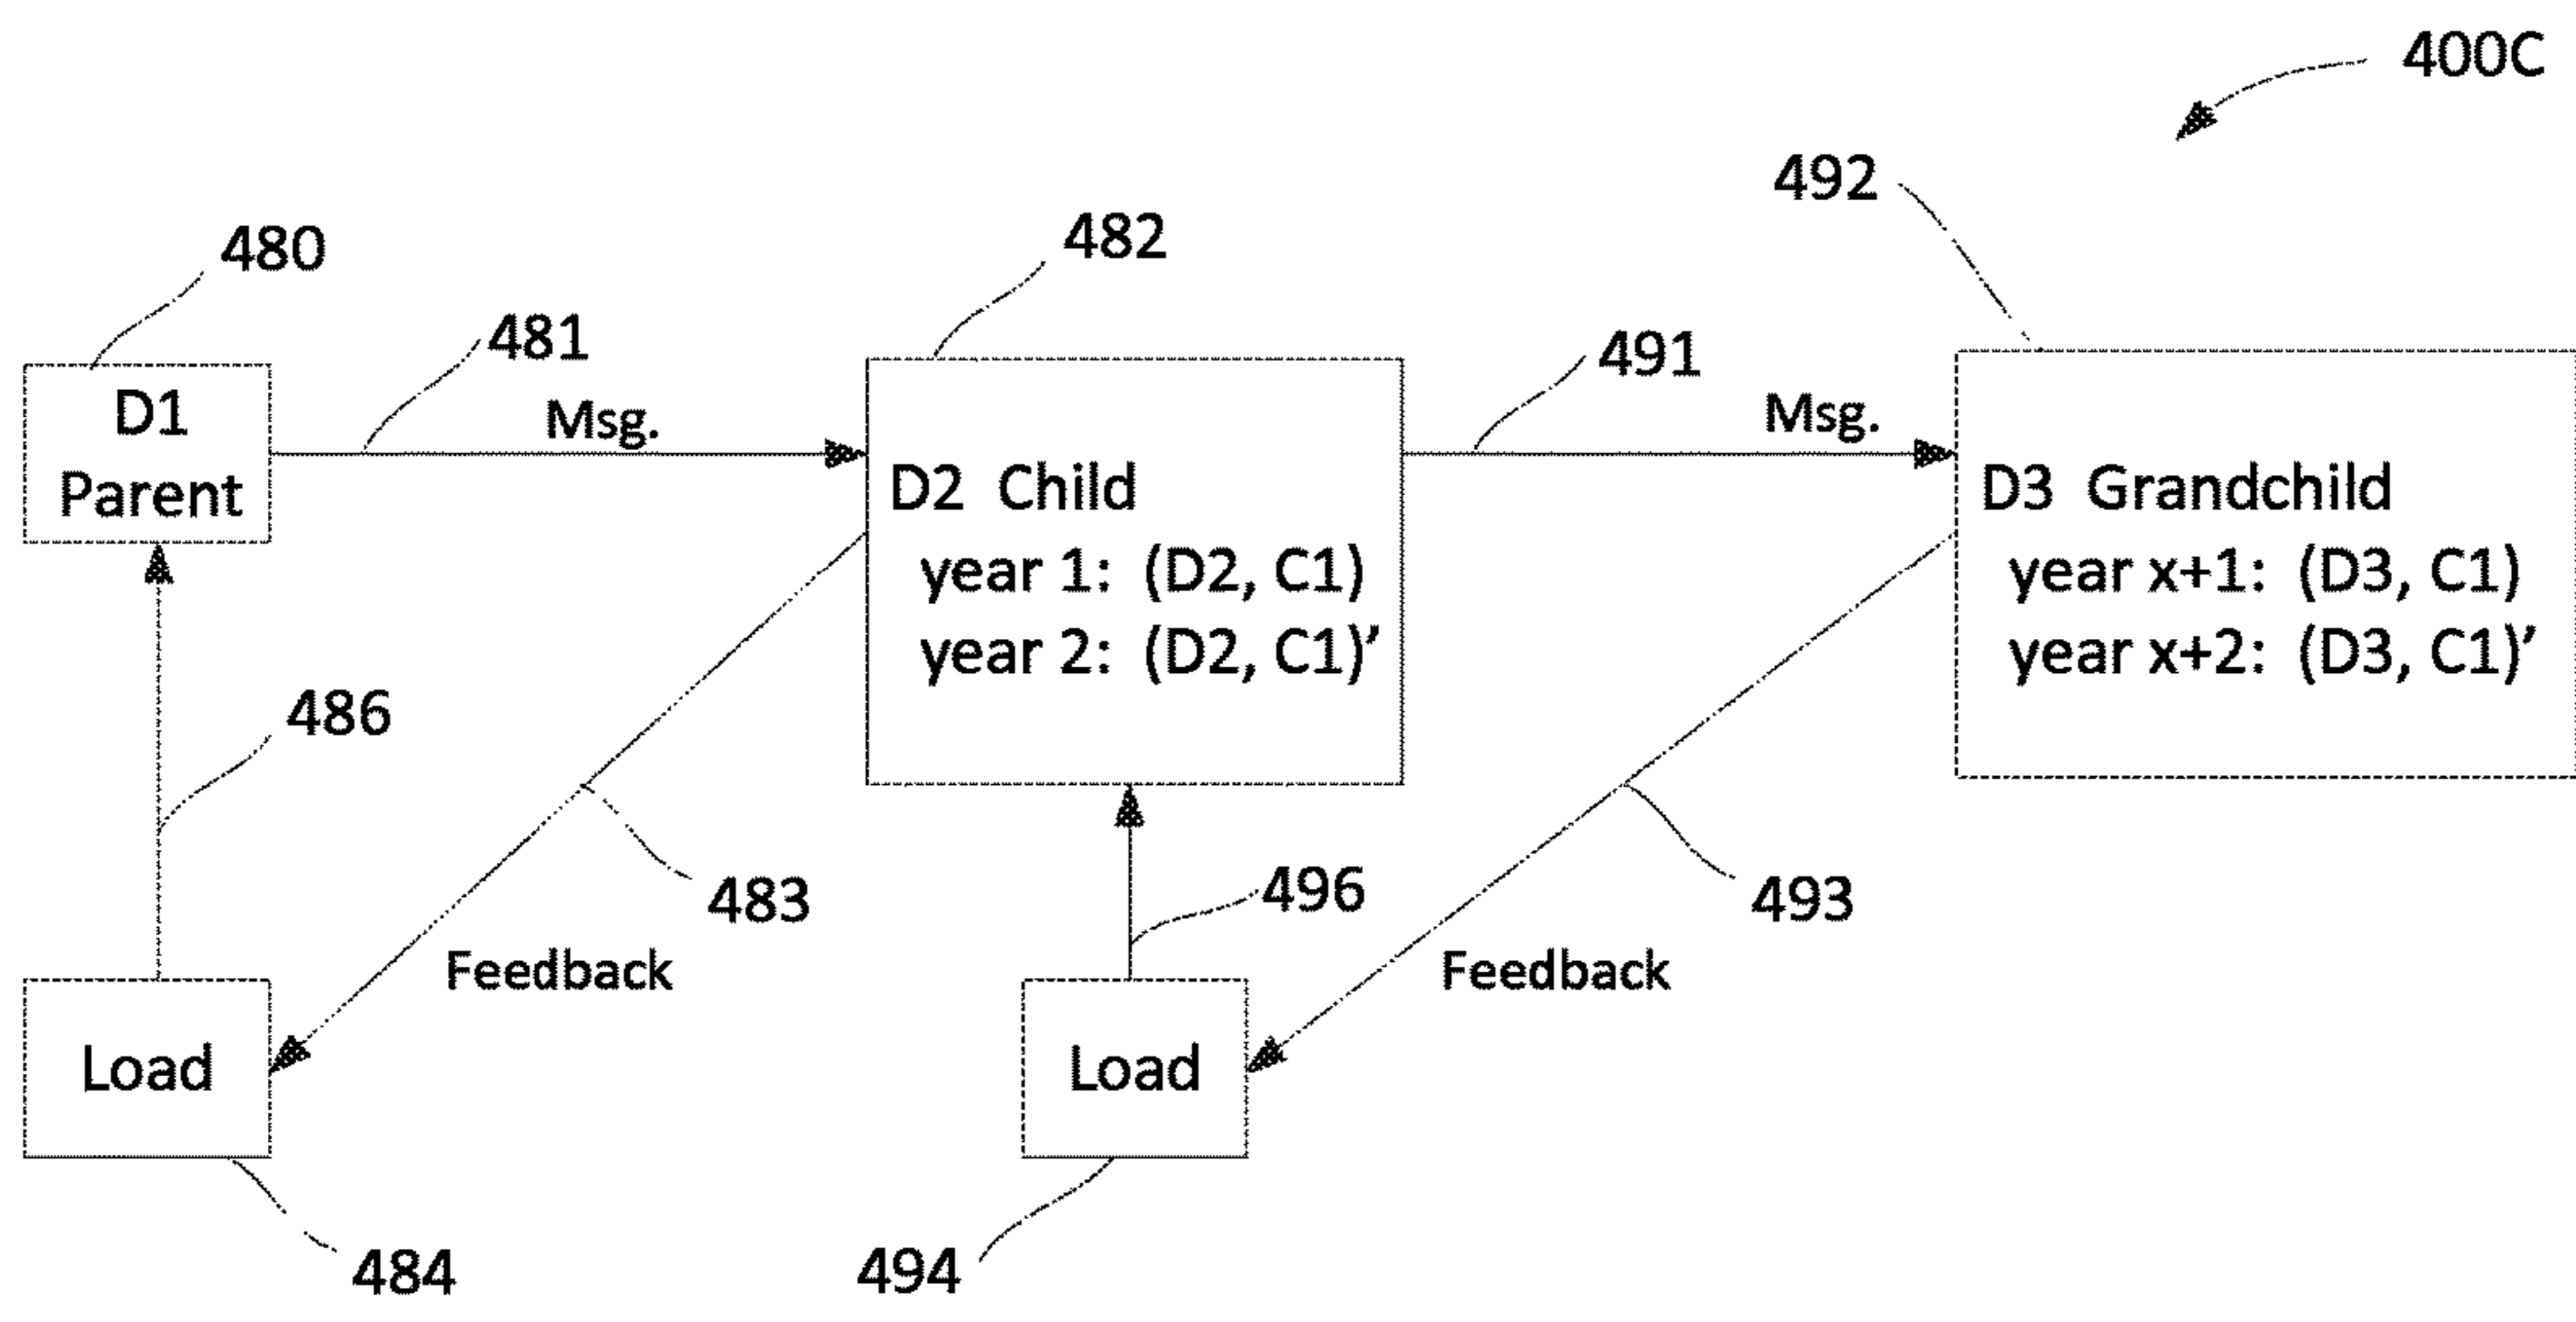 400C
492
482
480
481
491
Msg.
Msg.
D1
Parent
D2 Child
year 1: (D2, C1)
year 2: (D2, C1)’
D3 Grandchild
year x+1: (D3, C1)
year x+2: (D3, C1)’
486
483
496
493
Feedback
Feedback
Load
Load
484
494